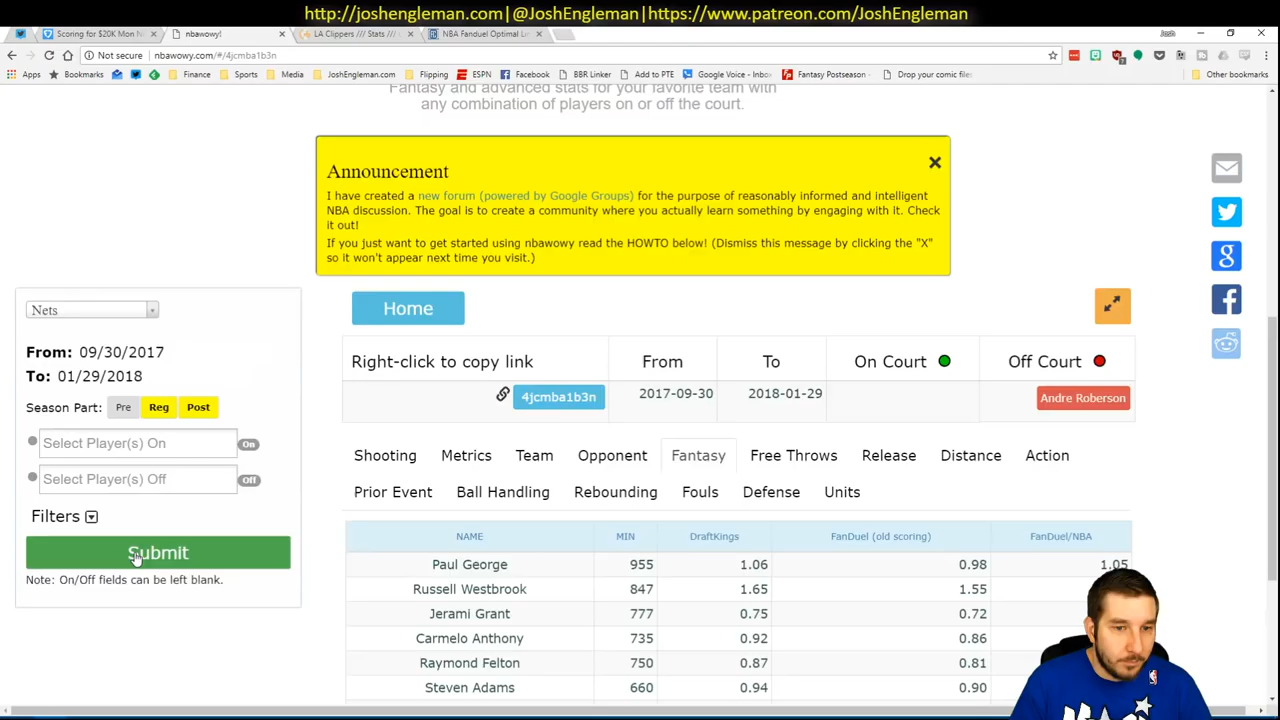 http://joshengleman.com|@JoshEngleman|https://www.patreon.com/JoshEngleman
Scoring for $20K Mon N
nbawowy!
LA Clippers /// Stats ///
NBA Fanduel Optimal Le
Josh
Not secure
nbawowy.com/#/4jcmba1b3n
Apps
Bookmarks
Finance
Sports
Media
JoshEngleman.com
Flipping
ESPN
Facebook
BBR Linker
Add to PTE
Google Voice - Inbo
Fantasy Postseason
Drop your comic files
Other bookmarks
Fantasy and advanced stats for your favorite team with
any combination of players on or off the court.
Announcement
I have created a new forum (powered by Google Groups) for the purpose of reasonably informed and intelligent
NBA discussion. The goal is to create a community where you actually learn something by engaging with it. Check
it out!
If you just want to get started using nbawowy read the HOWTO below! (Dismiss this message by clicking the "X"
so it won't appear next time you visit.)
Nets
From: 09/30/2017
To: 01/29/2018
Season Part: Pre Reg Post
Select Player(s) On On
Select Player(s) Off Off
Filters
Submit
Note: On/Off fields can be left blank.
Home
Right-click to copy link From To On Court Off Court
4jcmba1b3n 2017-09-30 2018-01-29 Andre Roberson
Shooting Metrics Team Opponent Fantasy Free Throws Release Distance Action
Prior Event Ball Handling Rebounding Fouls Defense Units
NAME MIN DraftKings FanDuel (old scoring) FanDuel/NBA
Paul George 955 1.06 0.98 1.05
Russell Westbrook 847 1.65 1.55
Jerami Grant 777 0.75 0.72
Carmelo Anthony 735 0.92 0.86
Raymond Felton 750 0.87 0.81
Steven Adams 660 0.94 0.90